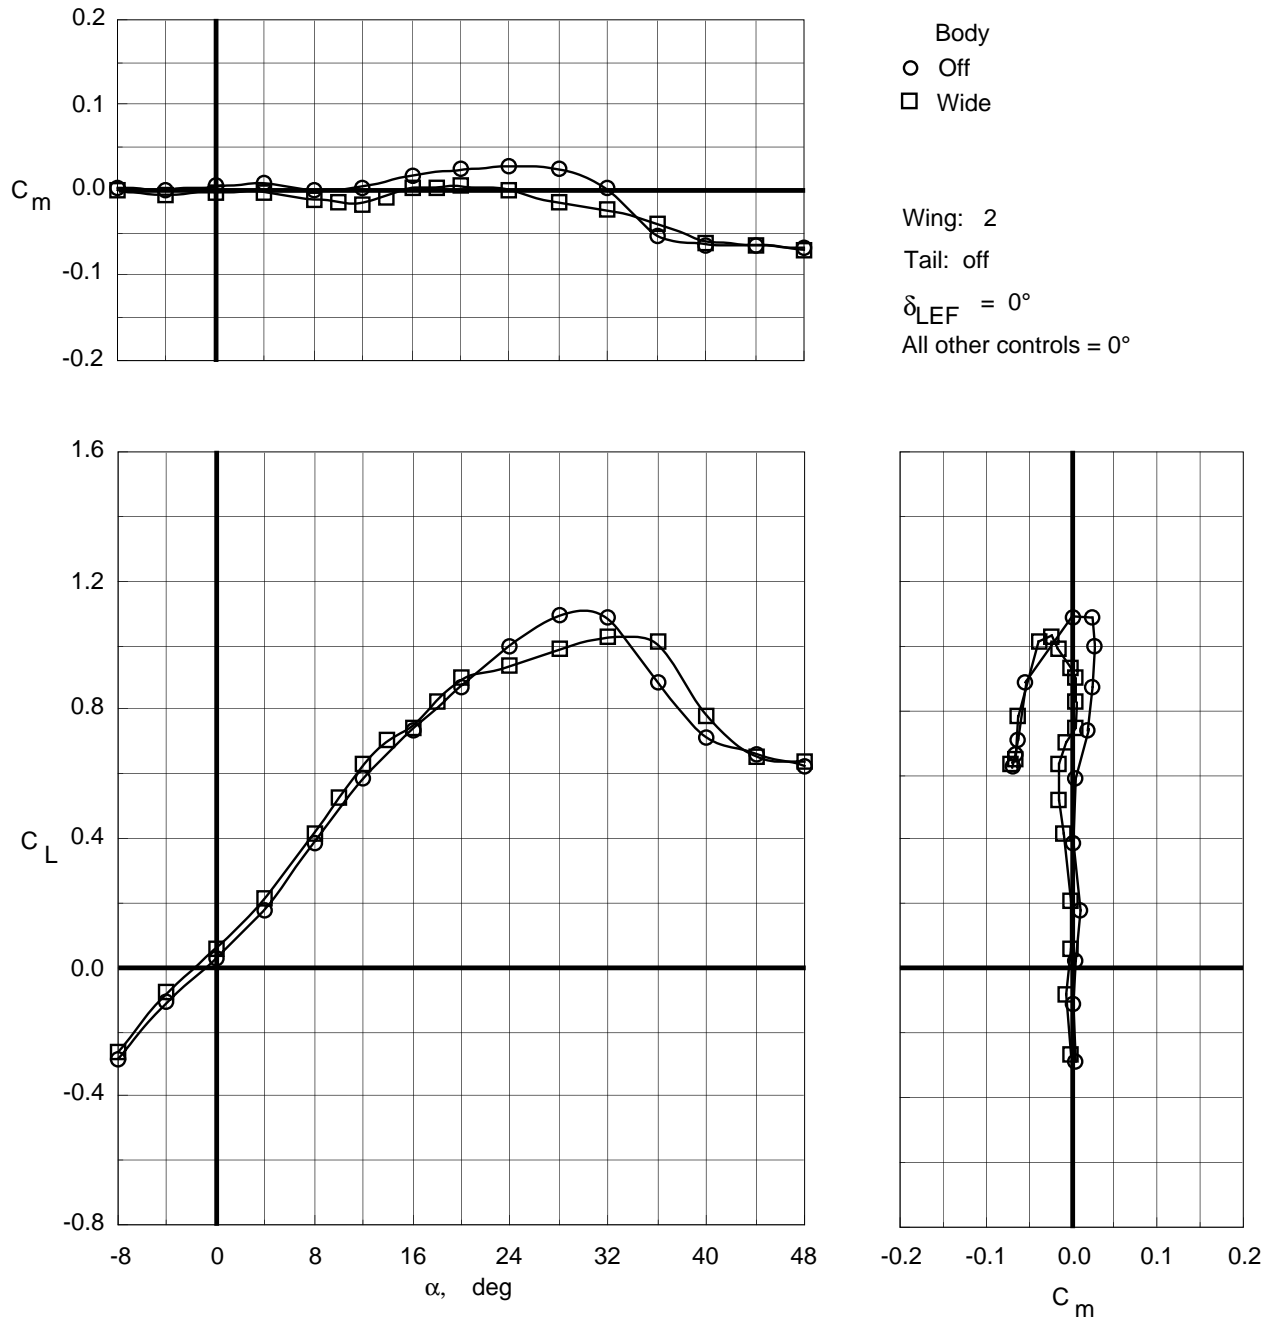 0.2
0.1
0.0
-0.1
-0.2
C m
Body
Off
Wide
Wing: 2
Tail: off
δLEF = 0°
All other controls = 0°
1.6
1.2
0.8
0.4
0.0
-0.4
-0.8
C L
-8 0 8 16 24 32 40 48
α, deg
-0.2 -0.1 0.0 0.1 0.2
C m